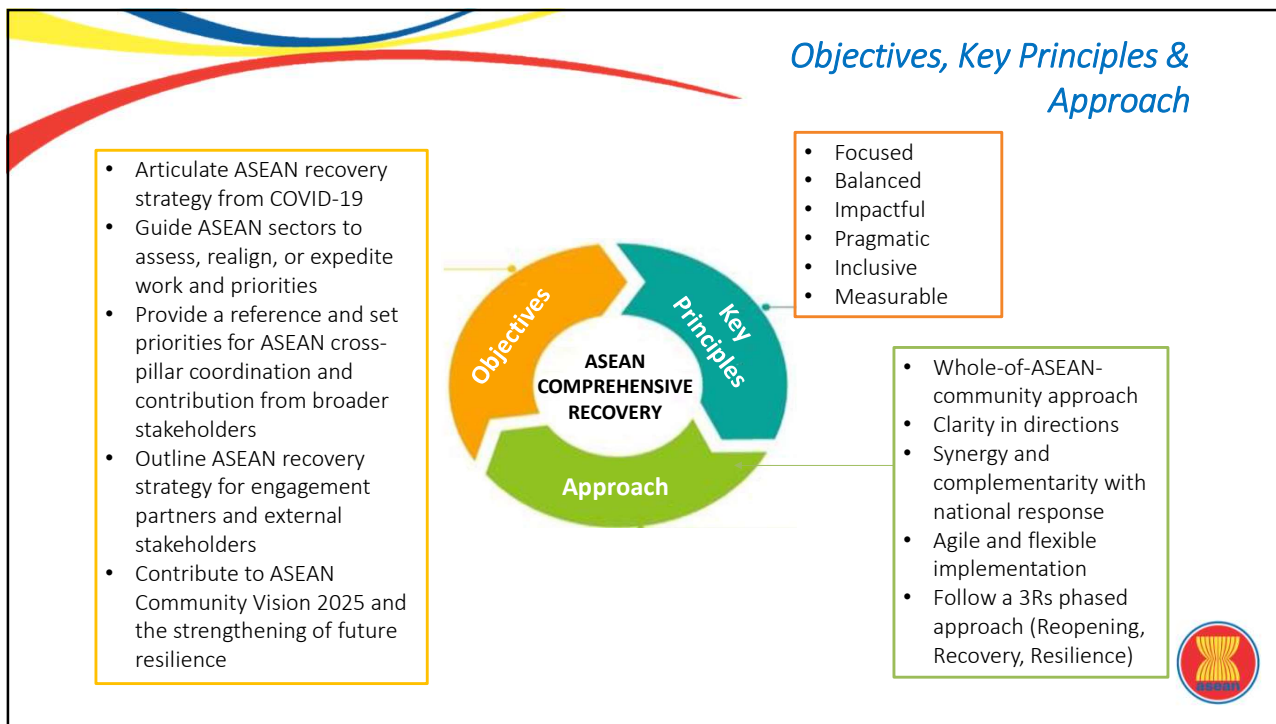 Objectives, Key Principles &
Approach
• Articulate ASEAN recovery
strategy from COVID-19
• Guide ASEAN sectors to
assess, realign, or expedite
work and priorities
• Provide a reference and set
priorities for ASEAN cross-
pillar coordination and
contribution from broader
stakeholders
• Outline ASEAN recovery
strategy for engagement
partners and external
stakeholders
• Contribute to ASEAN
Community Vision 2025 and
the strengthening of future
resilience
Objectives
Key
Principles
ASEAN
COMPREHENSIVE
RECOVERY
Approach
• Focused
• Balanced
• Impactful
• Pragmatic
• Inclusive
• Measurable
• Whole-of-ASEAN-
community approach
• Clarity in directions
• Synergy and
complementarity with
national response
• Agile and flexible
implementation
• Follow a 3Rs phased
approach (Reopening,
Recovery, Resilience)
asean